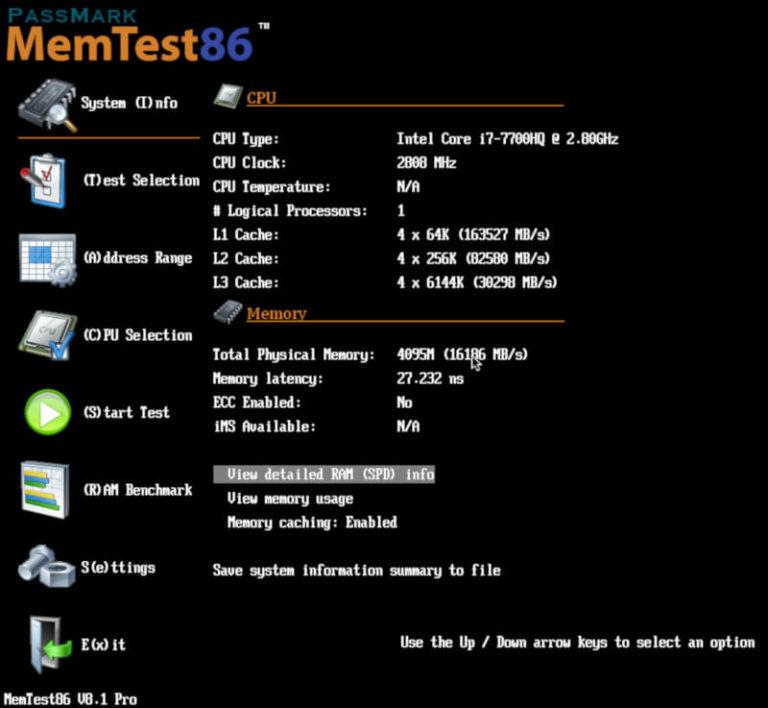 PASSMARK
MemTest86™
System (I)nfo
(T)est Selection
(A)ddress Range
(C)PU Selection
(S)tart Test
(R)AM Benchmark
S(e)ttings
E(x)it
CPU
CPU Type: Intel Core i7-7700HQ @ 2.80GHz
CPU Clock: 2808 MHz
CPU Temperature: N/A
# Logical Processors: 1
L1 Cache: 4 x 64K (163527 MB/s)
L2 Cache: 4 x 256K (82580 MB/s)
L3 Cache: 4 x 6144K (30298 MB/s)
Memory
Total Physical Memory: 4095M (16186 MB/s)
Memory latency: 27.232 ns
ECC Enabled: No
iMS Available: N/A
View detailed RAM (SPD) info
View memory usage
Memory caching: Enabled
Save system information summary to file
Use the Up / Down arrow keys to select an option
MemTest86 V8.1 Pro